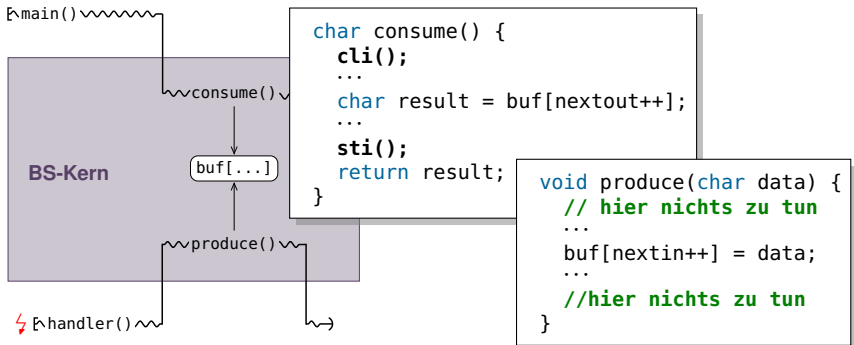 main()
consume()
BS-Kern
buf[...]
produce()
handler()
char consume() {
cli();
...
char result = buf[nextout++];
...
sti();
return result;
}
void produce(char data) {
// hier nichts zu tun
...
buf[nextin++] = data;
...
//hier nichts zu tun
}